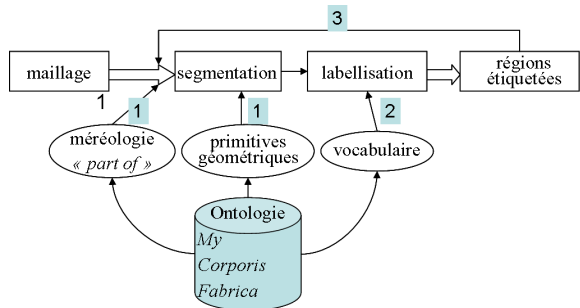 3
maillage
segmentation
labellisation
régions
étiquetées
1
1
1
2
méréologie
« part of »
primitives
géométriques
vocabulaire
Ontologie
My
Corporis
Fabrica